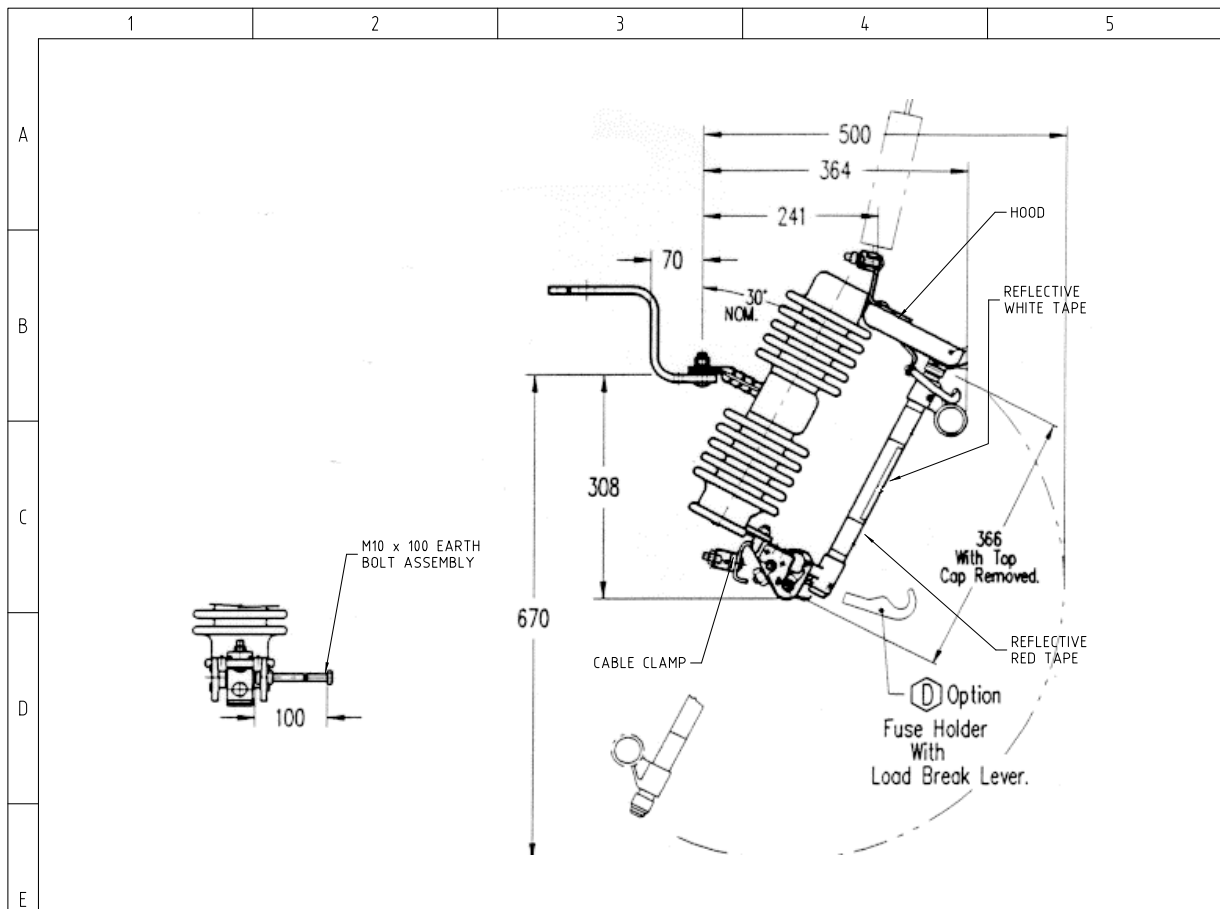 1 2 3 4 5
A
500
364
241
HOOD
70
30°
NOM.
REFLECTIVE
WHITE TAPE
B
308
C
M10 x 100 EARTH
BOLT ASSEMBLY
366
With Top
Cap Removed.
670
CABLE CLAMP
REFLECTIVE
RED TAPE
D
100
D Option
Fuse Holder
With
Load Break Lever.
E